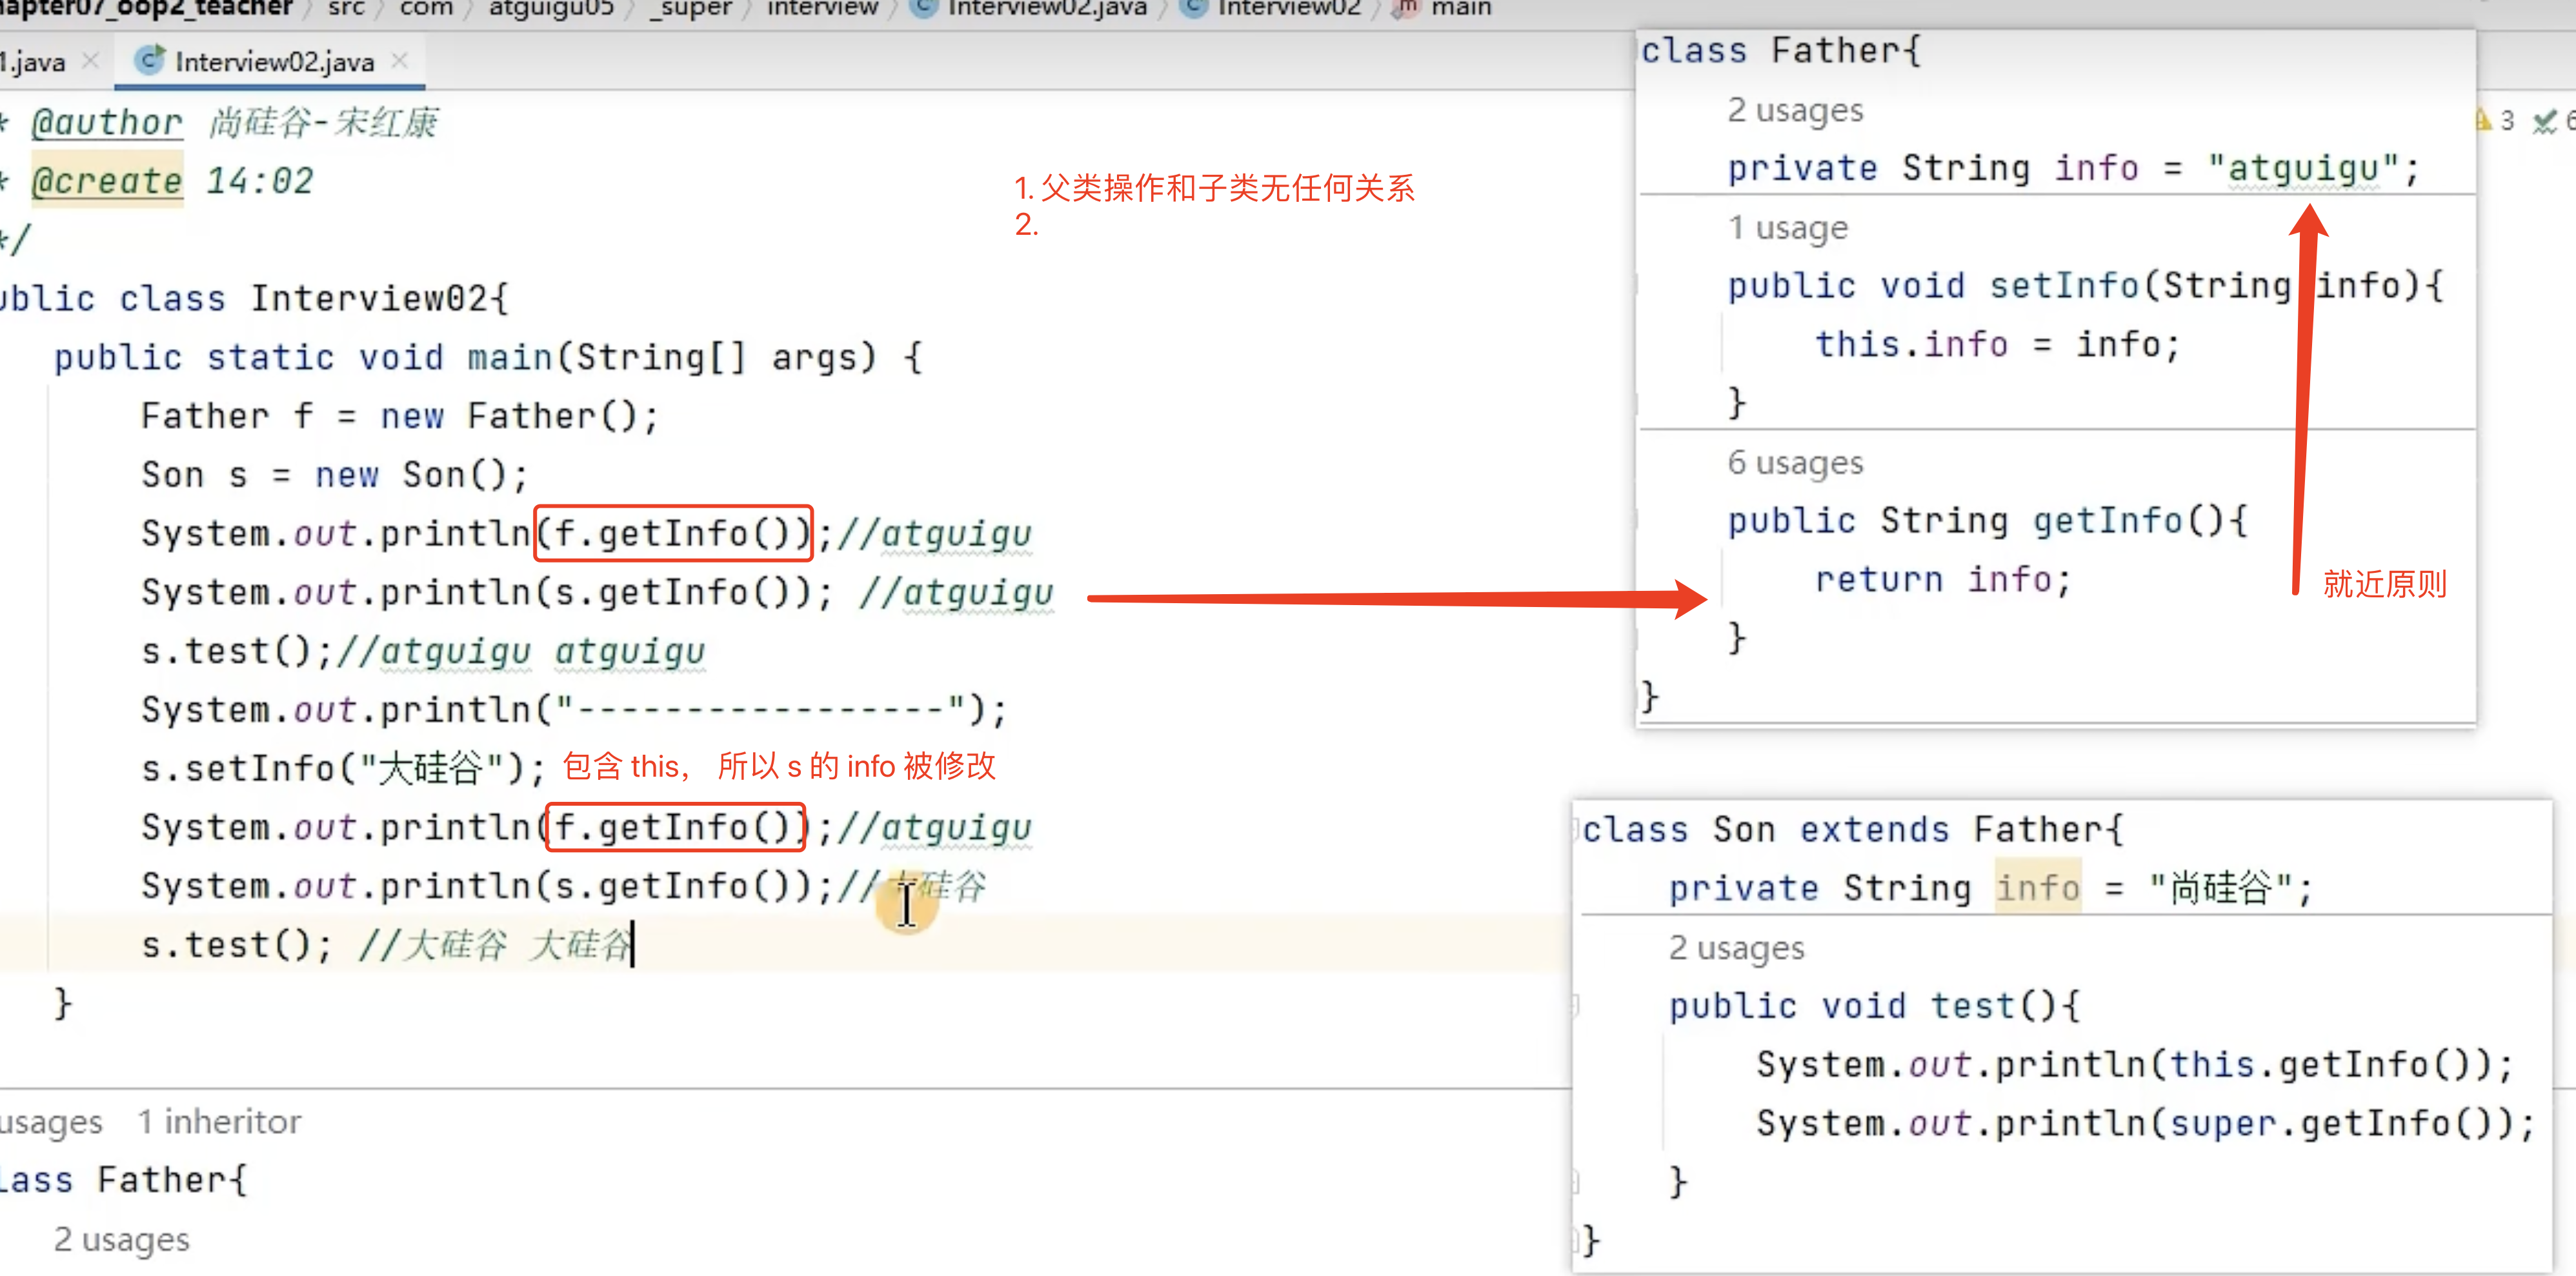 hapter07_oop2_teacher 〉 src 〉 com 〉 atguigu05 〉 _super 〉 interview 〉 Interview02.java 〉 Interview02 〉 main
1.java × Interview02.java ×
* @author 尚硅谷-宋红康
* @create 14:02
*/
ublic class Interview02{
public static void main(String[] args) {
Father f = new Father();
Son s = new Son();
System.out.println(f.getInfo());//atguigu
System.out.println(s.getInfo()); //atguigu
s.test();//atguigu atguigu
System.out.println("-----------------");
s.setInfo("大硅谷"); 包含 this， 所以 s 的 info 被修改
System.out.println(f.getInfo());//atguigu
System.out.println(s.getInfo());//大硅谷
s.test(); //大硅谷 大硅谷
}
usages 1 inheritor
lass Father{
2 usages
1. 父类操作和子类无任何关系
2.
class Father{
2 usages
private String info = "atguigu";
1 usage
public void setInfo(String info){
this.info = info;
}
6 usages
public String getInfo(){
return info;
}
}
就近原则
3 6
class Son extends Father{
private String info = "尚硅谷";
2 usages
public void test(){
System.out.println(this.getInfo());
System.out.println(super.getInfo());
}
}